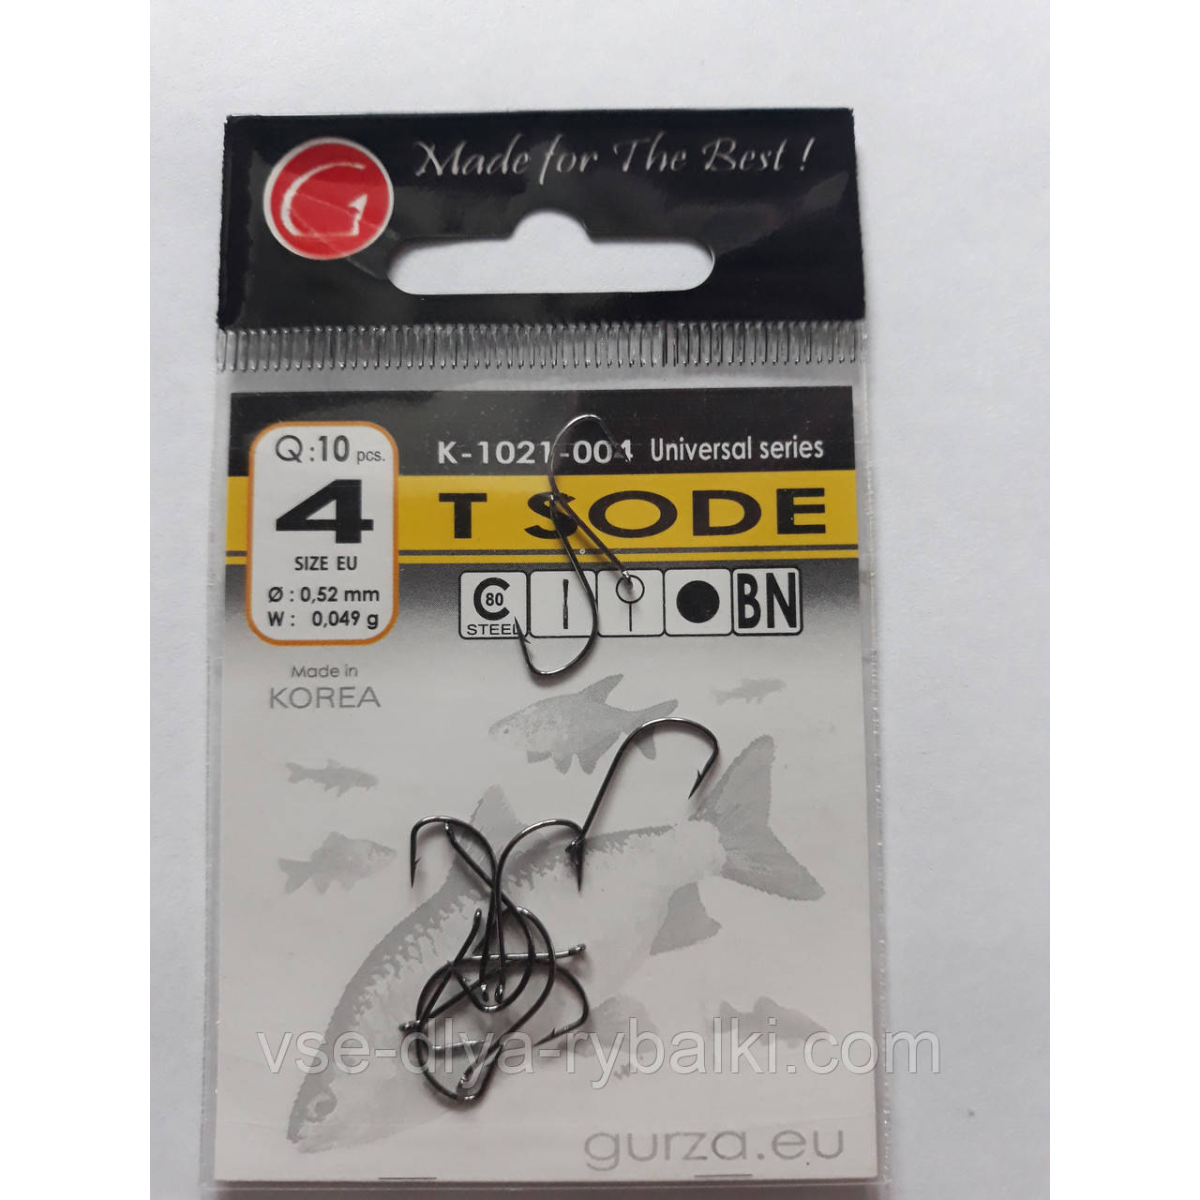 Made for The Best !
Q:10 pcs.
4
SIZE EU
Ø : 0,52 mm
W : 0,049 g
K-1021-004 Universal series
T SODE
C 80 STEEL
BN
Made in
KOREA
vse-dlya-rybalki.com
gurza.eu